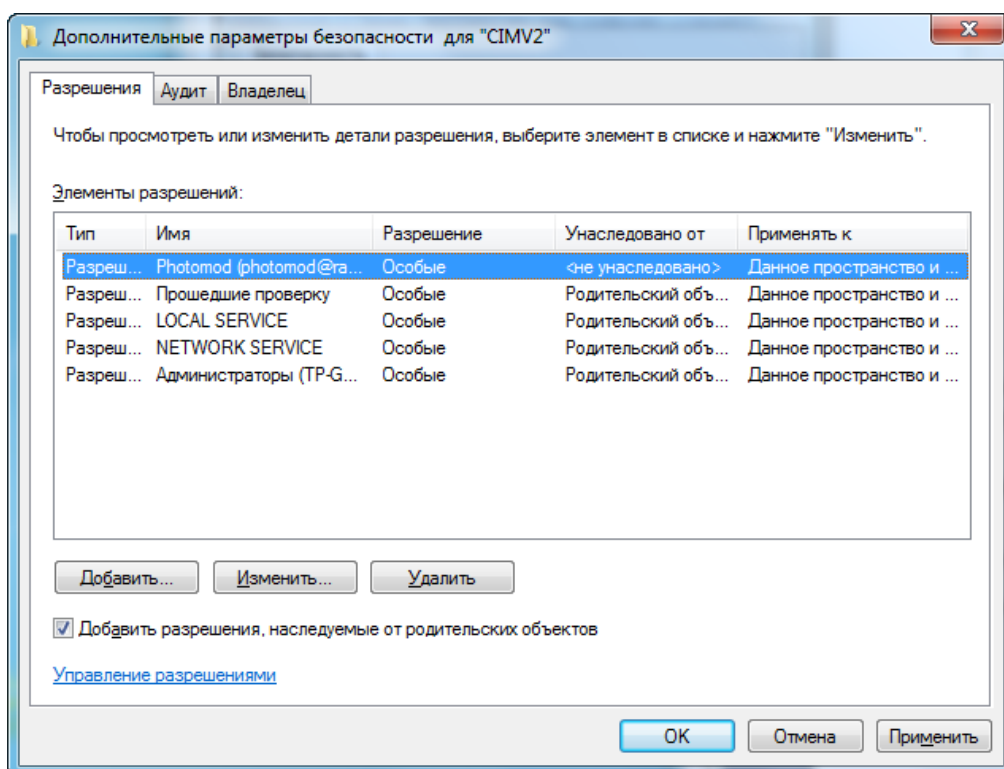 Дополнительные параметры безопасности для "CIMV2"
Разрешения Аудит Владелец
Чтобы просмотреть или изменить детали разрешения, выберите элемент в списке и нажмите "Изменить".
Элементы разрешений:
Тип Имя Разрешение Унаследовано от Применять к
Разреш... Photomod (photomod@ra... Особые <не унаследовано> Данное пространство и ...
Разреш... Прошедшие проверку Особые Родительский объ... Данное пространство и ...
Разреш... LOCAL SERVICE Особые Родительский объ... Данное пространство и ...
Разреш... NETWORK SERVICE Особые Родительский объ... Данное пространство и ...
Разреш... Администраторы (TP-G... Особые Родительский объ... Данное пространство и ...
Добавить... Изменить... Удалить
Добавить разрешения, наследуемые от родительских объектов
Управление разрешениями
OK Отмена Применить